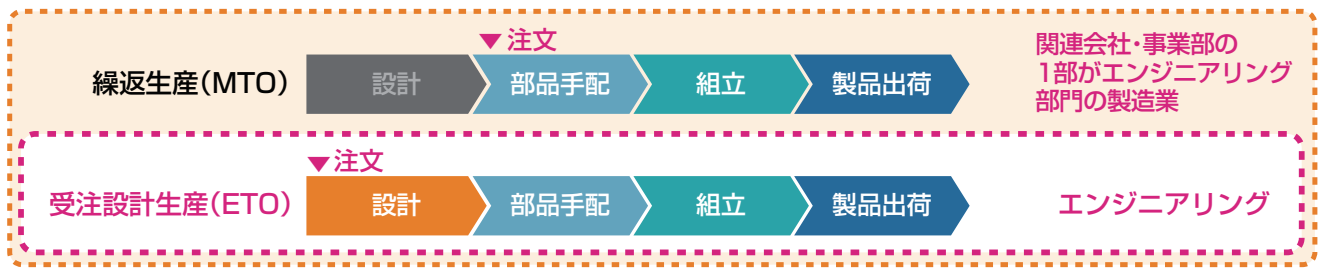 ▼注文
繰返生産(MTO)
設計
部品手配
組立
製品出荷
関連会社・事業部の
1部がエンジニアリング
部門の製造業
▼注文
受注設計生産(ETO)
設計
部品手配
組立
製品出荷
エンジニアリング